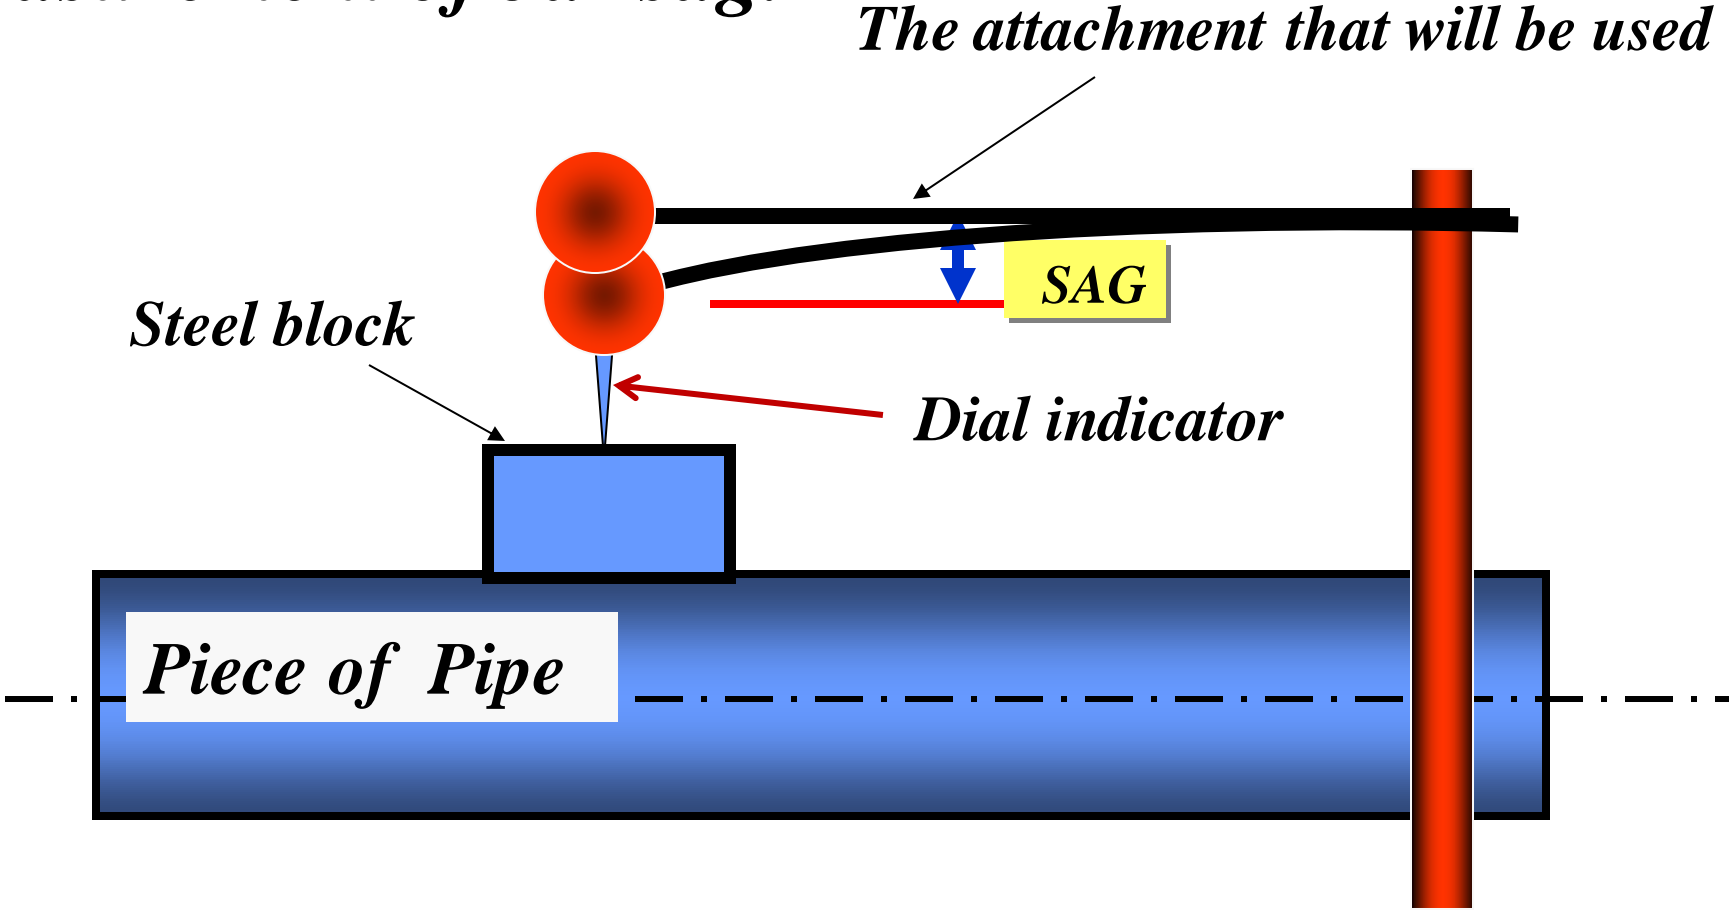 The attachment that will be used
SAG
Steel block
Dial indicator
Piece of Pipe